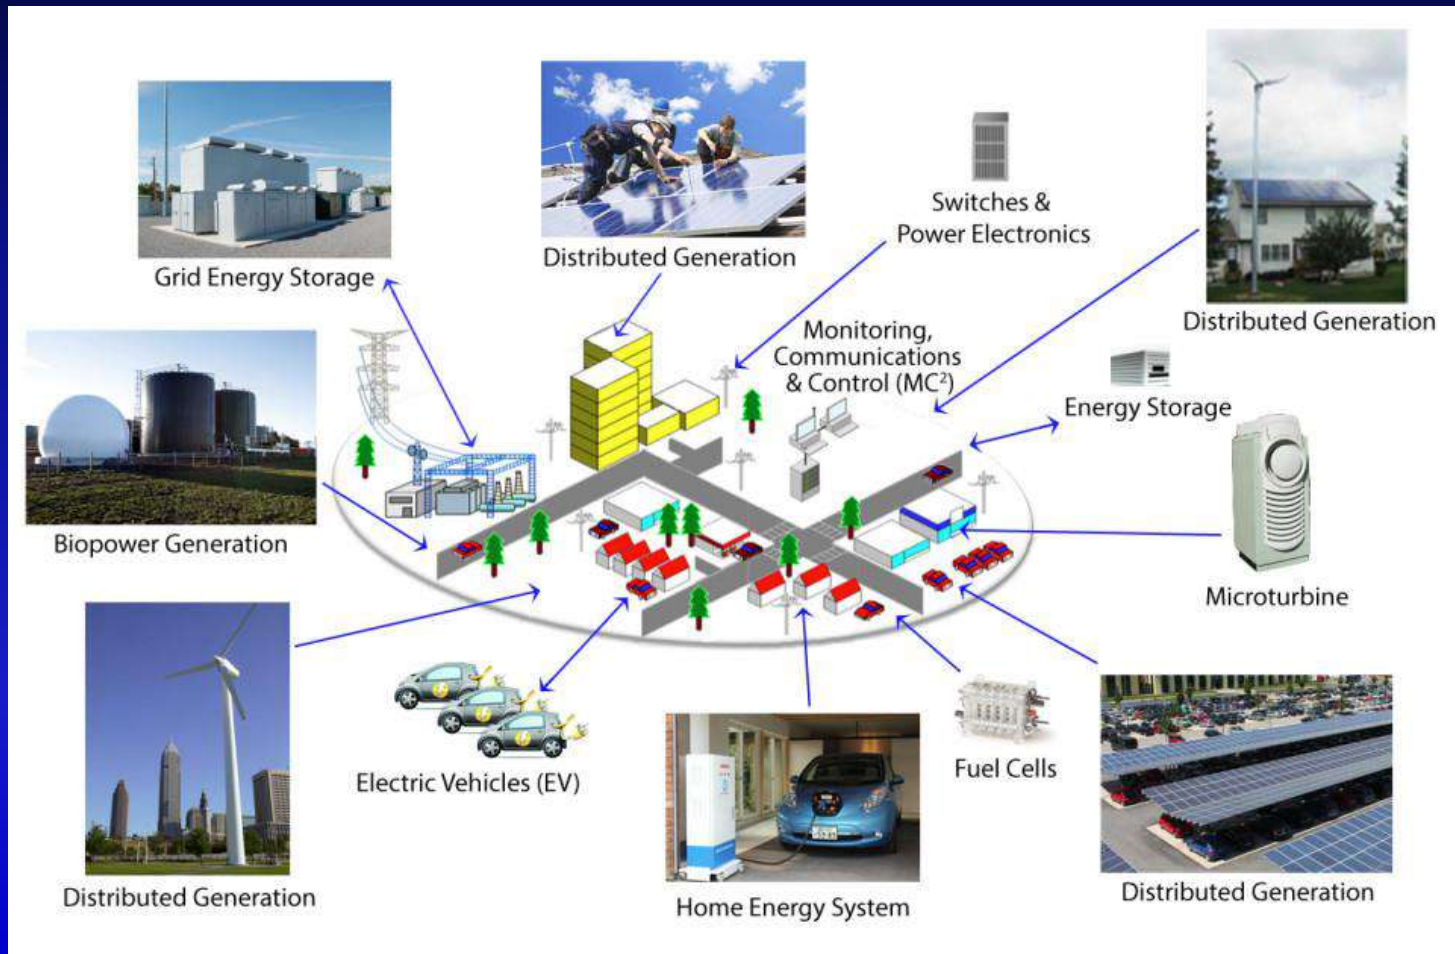 Grid Energy Storage
Distributed Generation
Switches &
Power Electronics
Distributed Generation
Monitoring,
Communications
& Control (MC²)
Energy Storage
Biopower Generation
Microturbine
Electric Vehicles (EV)
Fuel Cells
Distributed Generation
Home Energy System
Distributed Generation